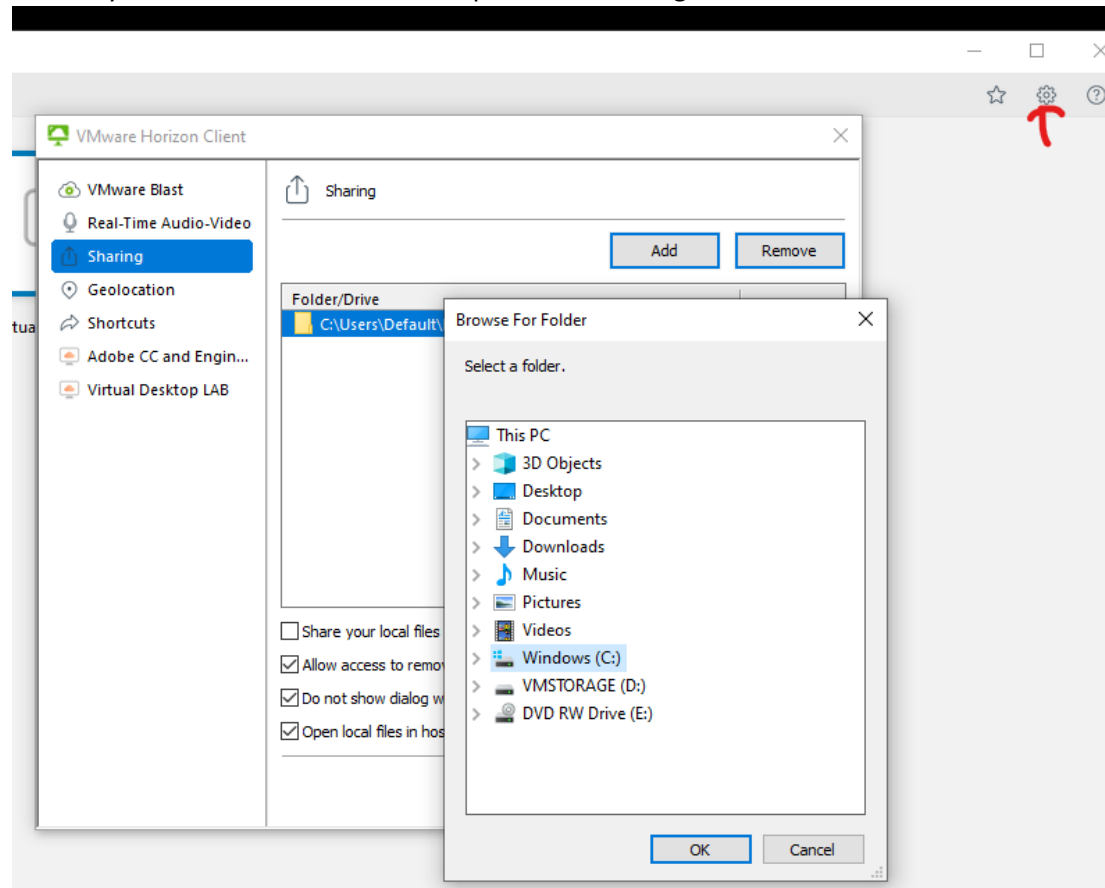 VMware Horizon Client
VMware Blast
Real-Time Audio-Video
Sharing
Geolocation
Shortcuts
Adobe CC and Engin...
Virtual Desktop LAB
Sharing
Add Remove
Folder/Drive
C:\Users\Default\
Share your local files
Allow access to remo
Do not show dialog w
Open local files in hos
Browse For Folder
Select a folder.
This PC
3D Objects
Desktop
Documents
Downloads
Music
Pictures
Videos
Windows (C:)
VMSTORAGE (D:)
DVD RW Drive (E:)
OK Cancel